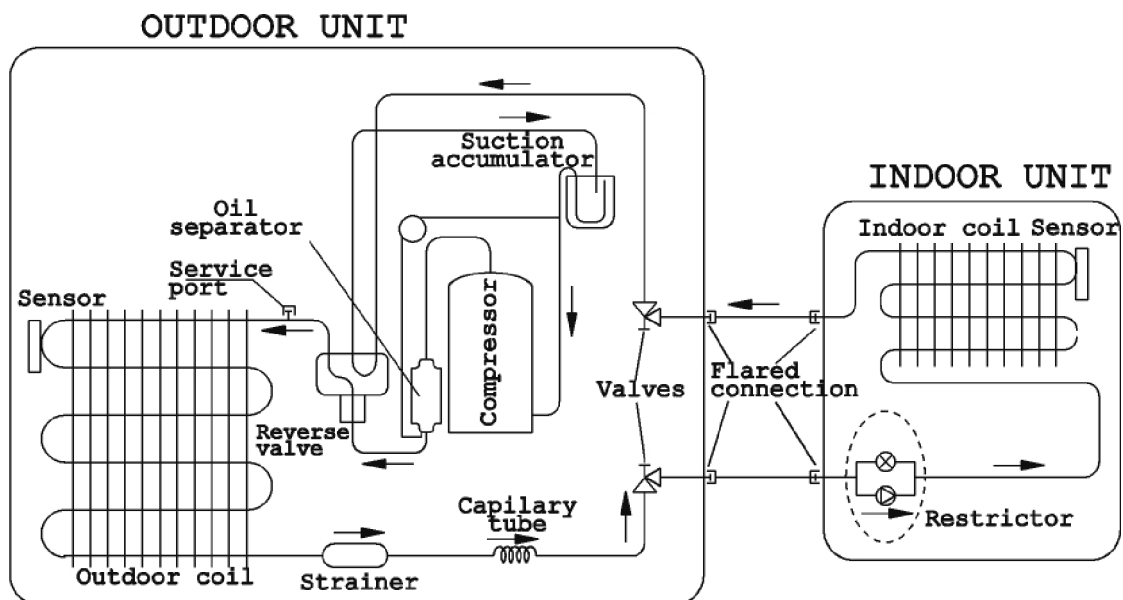 OUTDOOR UNIT
Suction
accumulator
INDOOR UNIT
Oil
separator
Indoor coil
Sensor
Service
port
Sensor
Compressor
Valves
Flared
connection
Reverse
valve
Capilary
tube
Restrictor
Outdoor coil
Strainer